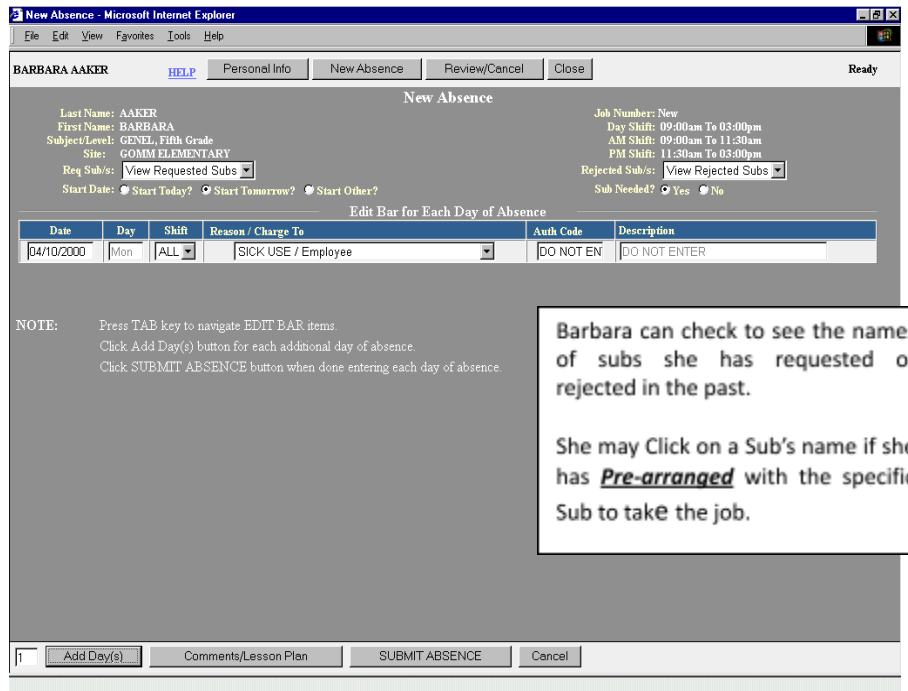 New Absence - Microsoft Internet Explorer
File Edit View Favorites Tools Help
BARBARA AAKER HELP Personal Info New Absence Review/Cancel Close Ready
New Absence
Last Name: AAKER Job Number: New
First Name: BARBARA Day Shift: 09:00am To 03:00pm
Subject/Level: GENEL, Fifth Grade AM Shift: 09:00am To 11:30am
Site: GOMM ELEMENTARY PM Shift: 11:30am To 03:00pm
Req Sub/s: View Requested Subs Rejected Sub/s: View Rejected Subs
Start Date: Start Today? Start Tomorrow? Start Other? Sub Needed? Yes No
Edit Bar for Each Day of Absence
Date Day Shift Reason / Charge To Auth Code Description
04/10/2000 Mon ALL SICK USE / Employee DO NOT EN DO NOT ENTER
NOTE: Press TAB key to navigate EDIT BAR items.
Click Add Day(s) button for each additional day of absence.
Click SUBMIT ABSENCE button when done entering each day of absence.
Barbara can check to see the name
of subs she has requested o
rejected in the past.
She may Click on a Sub's name if she
has Pre-arranged with the specific
Sub to take the job.
1 Add Day(s) Comments/Lesson Plan SUBMIT ABSENCE Cancel